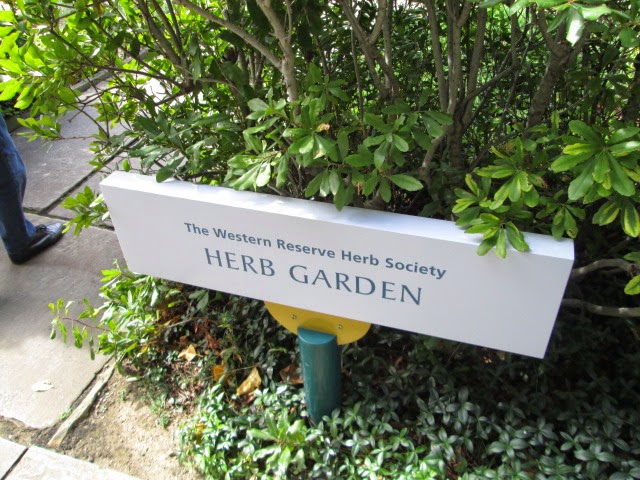 The Western Reserve Herb Society
HERB GARDEN